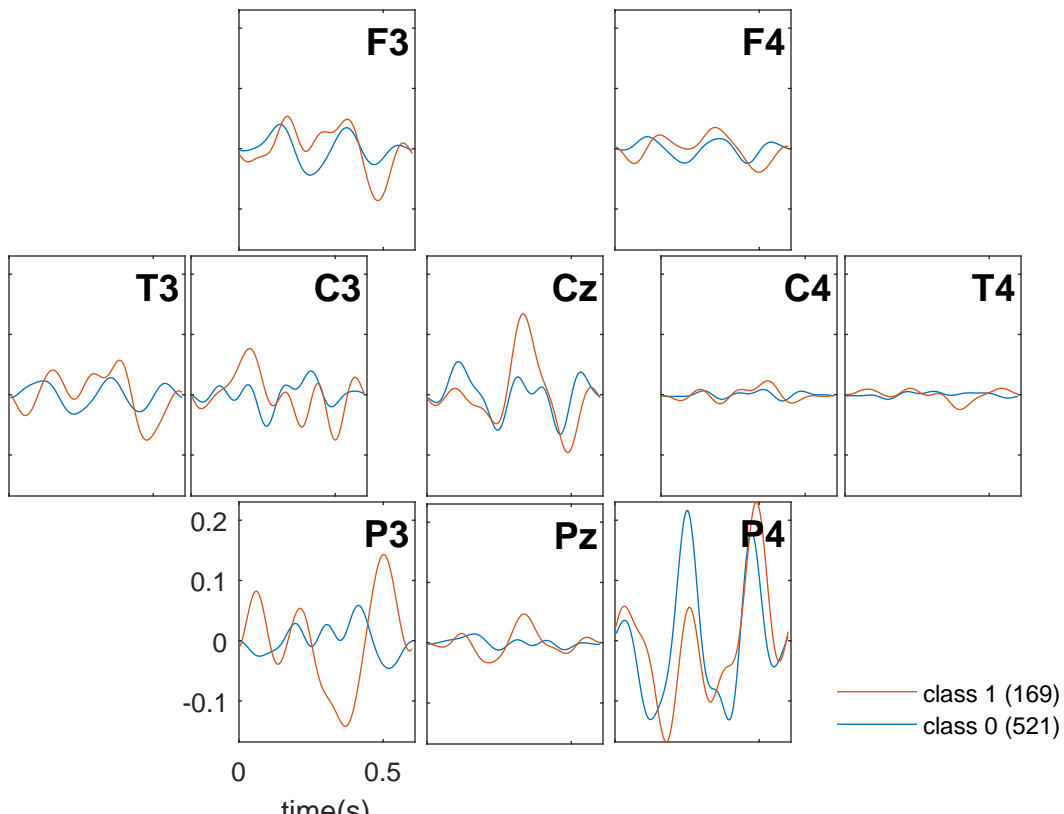 F3
F4
T3
C3
Cz
C4
T4
P3
Pz
P4
0.2
0.1
0
-0.1
0
0.5
time(s)
class 1 (169)
class 0 (521)